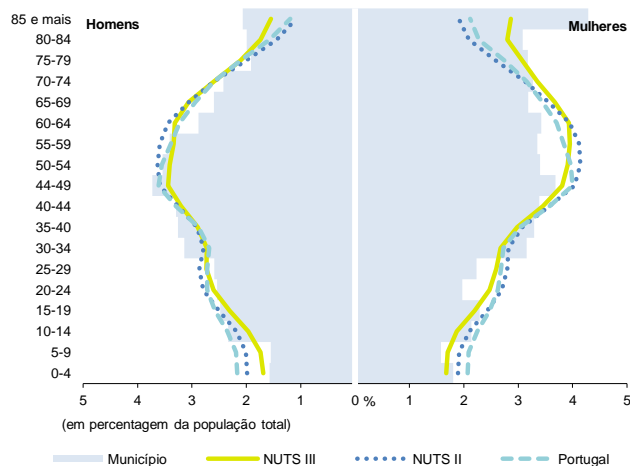 85 e mais
Homens
Mulheres
80-84
75-79
70-74
65-69
60-64
55-59
50-54
44-49
40-44
35-40
30-34
25-29
20-24
15-19
10-14
5-9
0-4
5 4 3 2 1 0 % 1 2 3 4 5
(em percentagem da população total)
Município NUTS III NUTS II Portugal